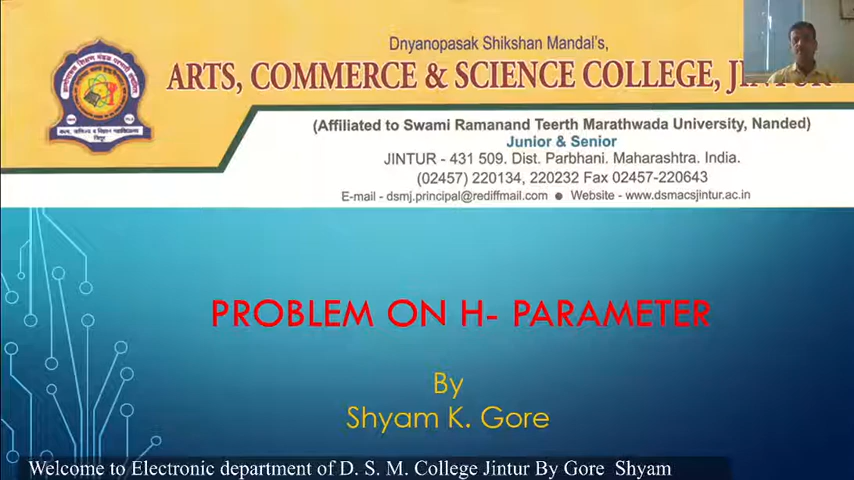 Dnyanopasak Shikshan Mandal's,
ARTS, COMMERCE & SCIENCE COLLEGE,
(Affiliated to Swami Ramanand Teerth Marathwada University, Nanded)
Junior & Senior
JINTUR - 431 509. Dist. Parbhani. Maharashtra. India.
(02457) 220134, 220232 Fax 02457-220643
E-mail - dsmj.principal@rediffmail.com ● Website - www.dsmacsjintur.ac.in
PROBLEM ON H- PARAMETER
By
Shyam K. Gore
Welcome to Electronic department of D. S. M. College Jintur By Gore Shyam